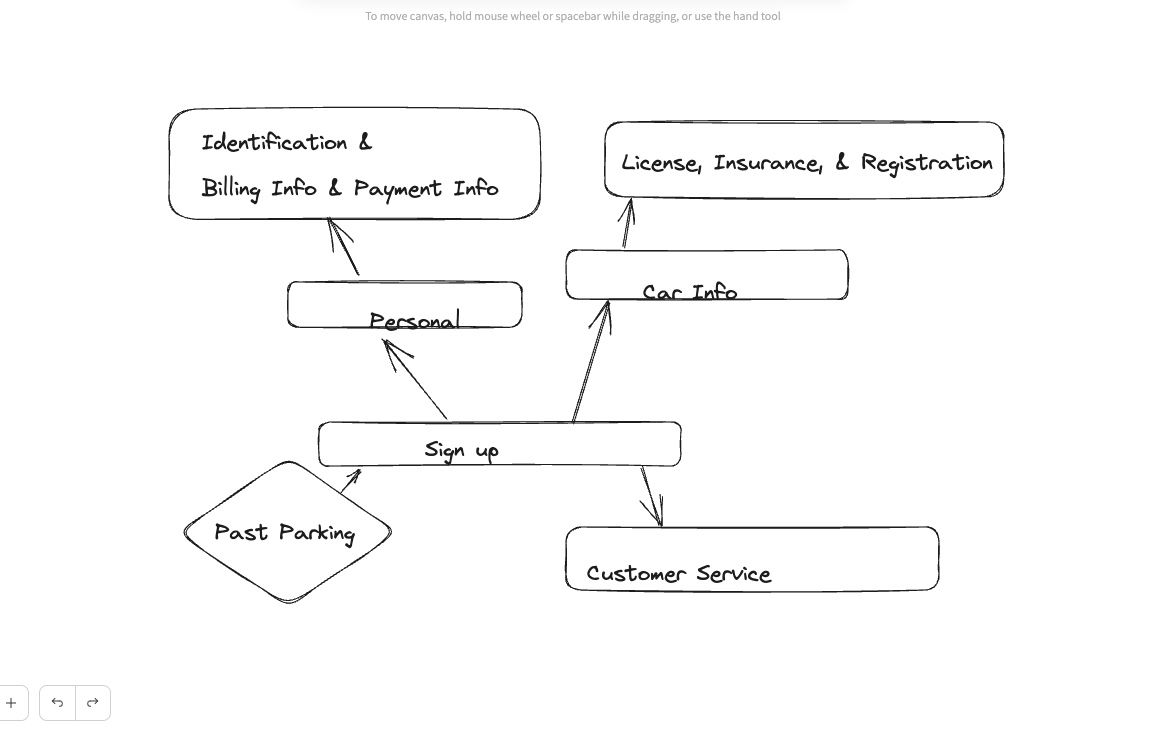 To move canvas, hold mouse wheel or spacebar while dragging, or use the hand tool
Identification &
Billing Info & Payment Info
License, Insurance, & Registration
Car Info
Personal
Sign up
Past Parking
Customer Service